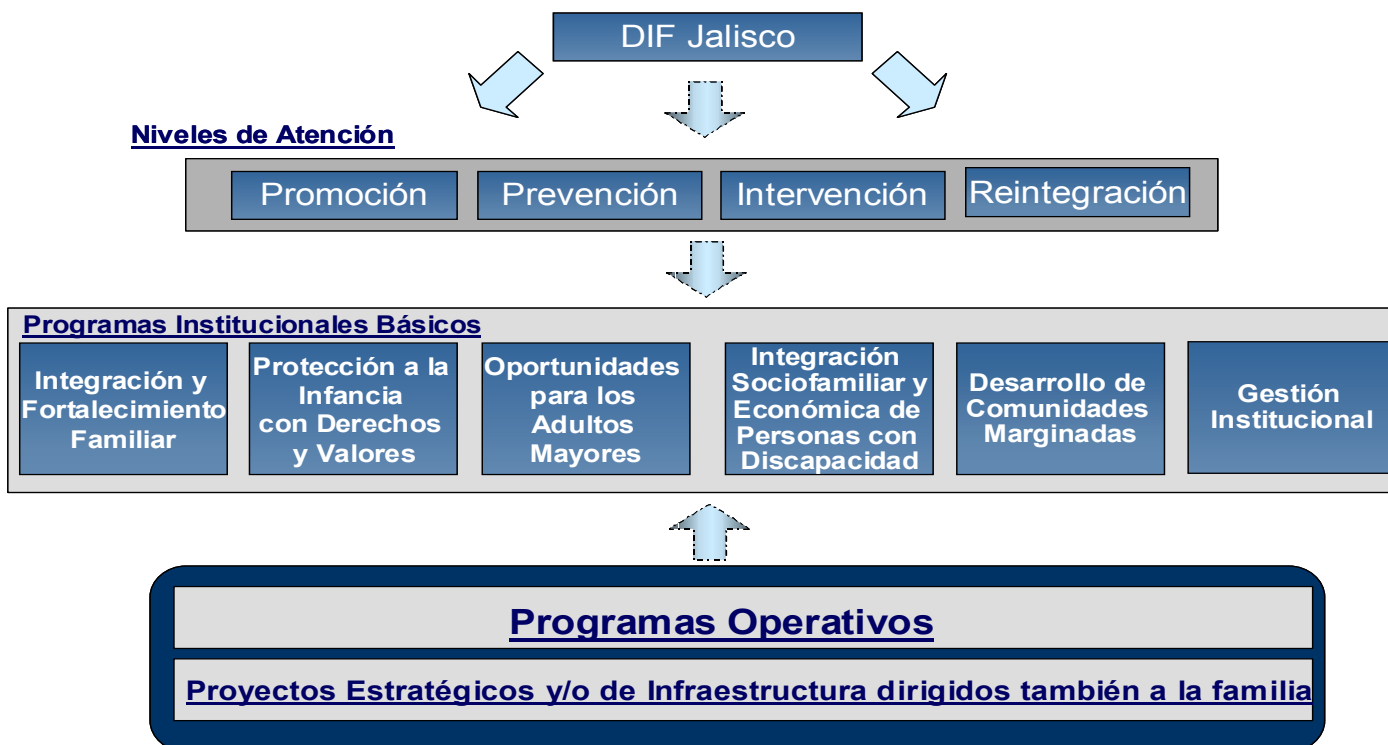 DIF Jalisco
Niveles de Atención
Promoción
Prevención
Intervención
Reintegración
Programas Institucionales Básicos
Integración y
Fortalecimiento
Familiar
Protección a la
Infancia
con Derechos
y Valores
Oportunidades
para los
Adultos
Mayores
Integración
Sociofamiliar y
Económica de
Personas con
Discapacidad
Desarrollo de
Comunidades
Marginadas
Gestión
Institucional
Programas Operativos
Proyectos Estratégicos y/o de Infraestructura dirigidos también a la familia